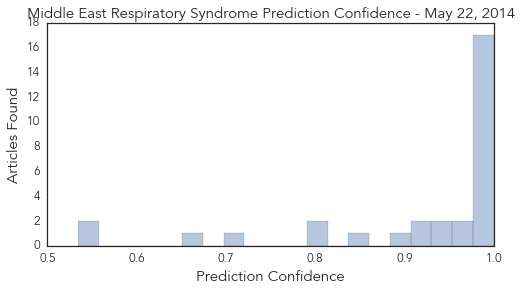 Middle East Respiratory Syndrome Prediction Confidence - May 22, 2014
18
16
14
12
10
8
6
4
2
0
Articles Found
0.5 0.6 0.7 0.8 0.9 1.0
Prediction Confidence